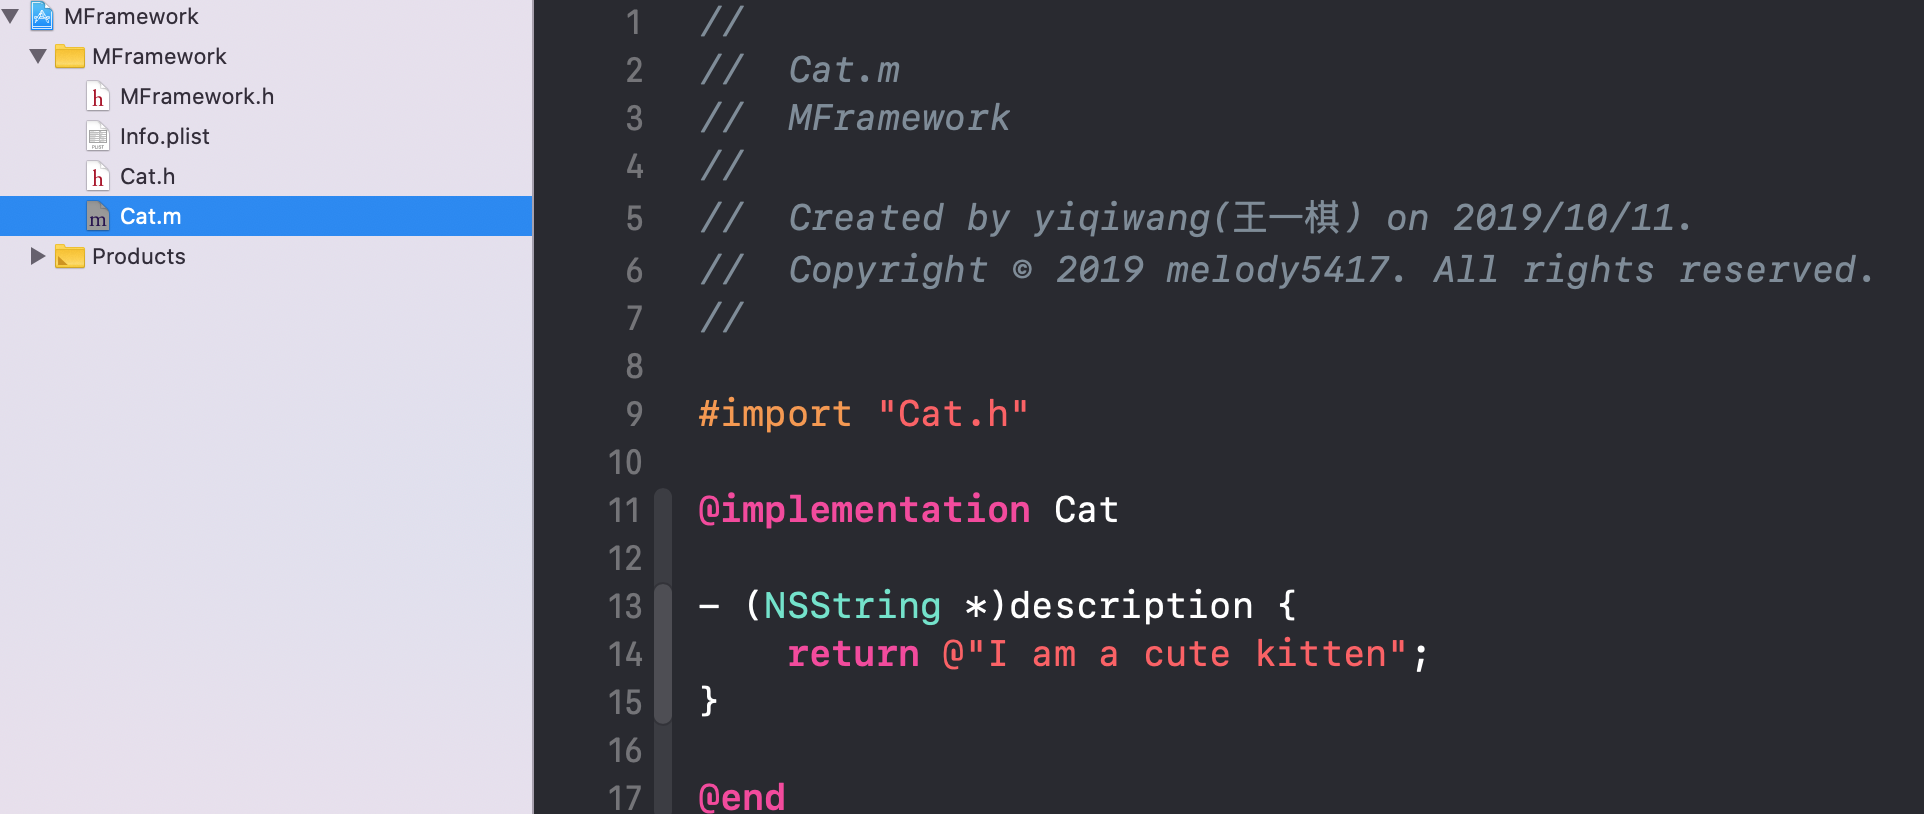 MFramework
MFramework
MFramework.h
Info.plist
Cat.h
Cat.m
Products
1 //
2 //  Cat.m
3 //  MFramework
4 //
5 //  Created by yiqiwang(王一棋) on 2019/10/11.
6 //  Copyright © 2019 melody5417. All rights reserved.
7 //
8
9 #import "Cat.h"
10
11 @implementation Cat
12
13 - (NSString *)description {
14     return @"I am a cute kitten";
15 }
16
17 @end